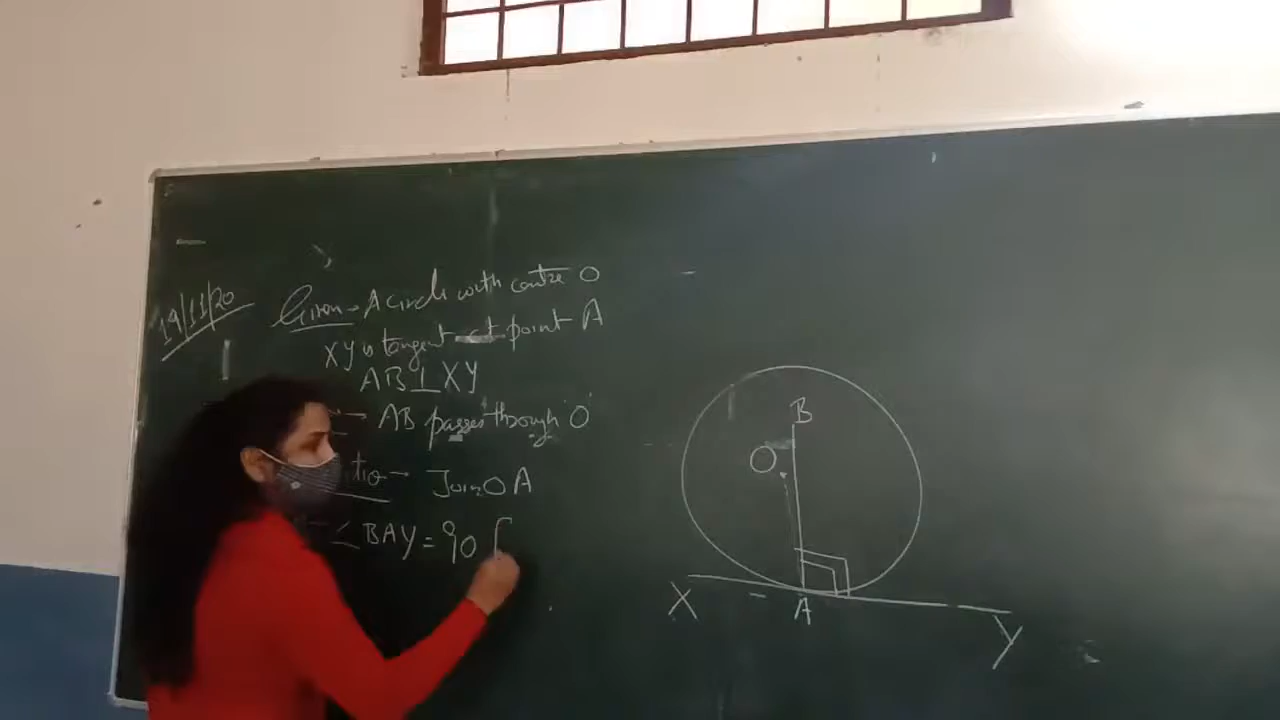 19/11/20
Given → A circle with centre O
XY is tangent at point A
AB ⊥ XY
→ AB passes through 'O'
→ Join OA
∠BAY = 90 [
B
O
X
A
Y